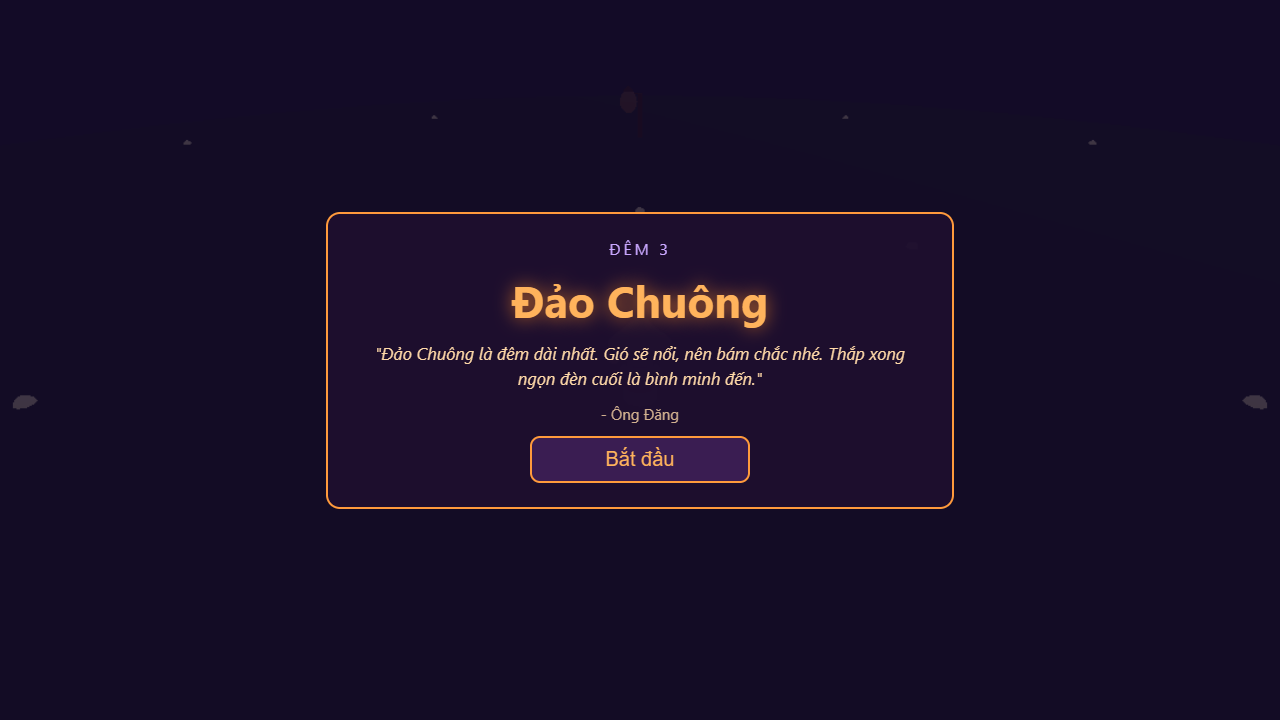 ĐÊM 3
Đảo Chuông
"Đảo Chuông là đêm dài nhất. Gió sẽ nổi, nên bám chắc nhé. Thắp xong
ngọn đèn cuối là bình minh đến."
- Ông Đăng
Bắt đầu